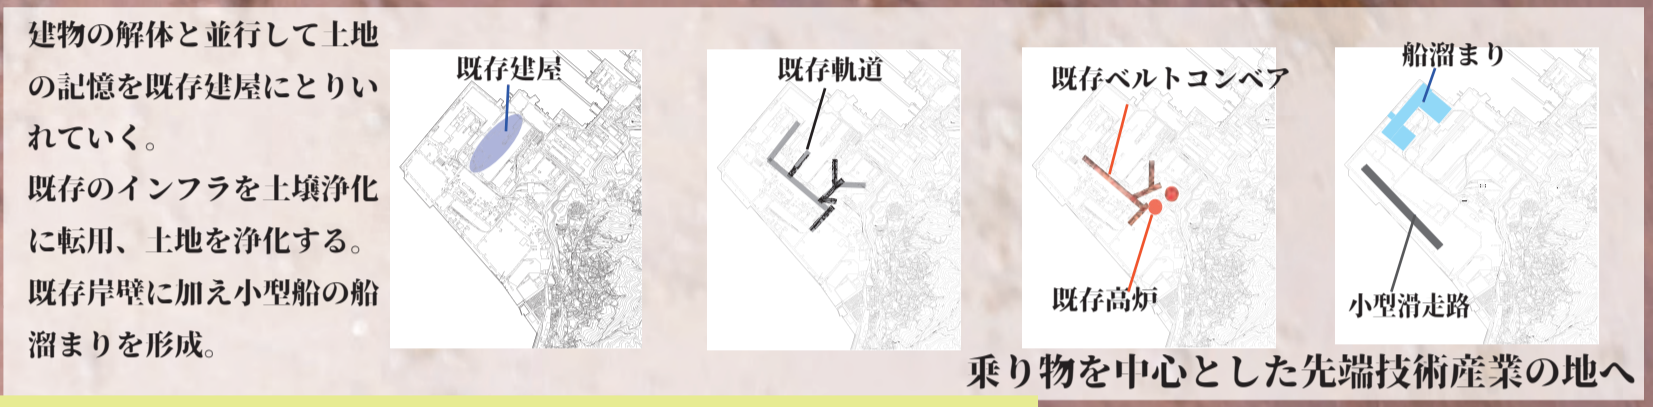 建物の解体と並行して土地
の記憶を既存建屋にとりい
れていく。
既存のインフラを土壌浄化
に転用、土地を浄化する。
既存岸壁に加え小型船の船
溜まりを形成。
既存建屋
既存軌道
既存ベルトコンベア
既存高炉
船溜まり
小型滑走路
乗り物を中心とした先端技術産業の地へ